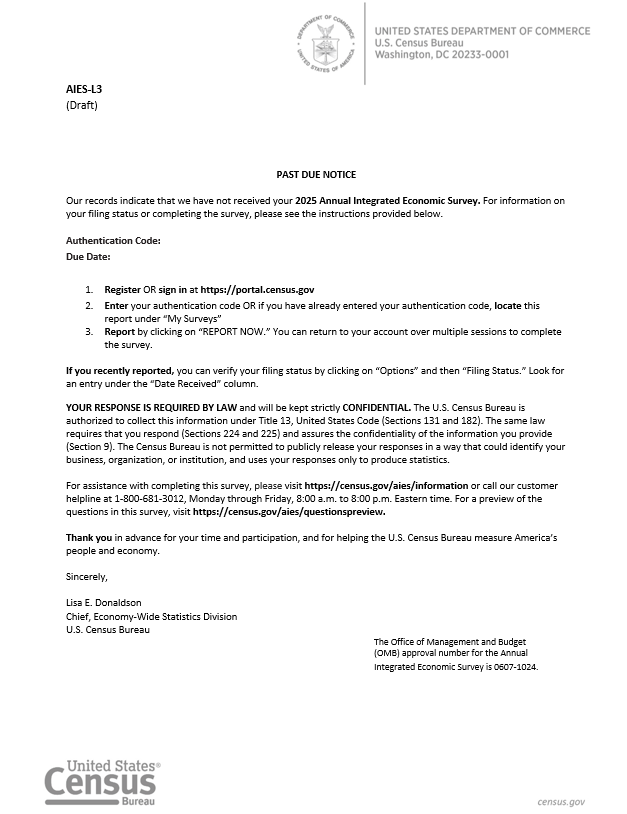 DEPARTMENT OF COMMERCE
UNITED STATES OF AMERICA
UNITED STATES DEPARTMENT OF COMMERCE
U.S. Census Bureau
Washington, DC 20233-0001
AIES-L3
(Draft)
PAST DUE NOTICE
Our records indicate that we have not received your 2025 Annual Integrated Economic Survey. For information on
your filing status or completing the survey, please see the instructions provided below.
Authentication Code:
Due Date:
1. Register OR sign in at https://portal.census.gov
2. Enter your authentication code OR if you have already entered your authentication code, locate this
report under “My Surveys”
3. Report by clicking on “REPORT NOW.” You can return to your account over multiple sessions to complete
the survey.
If you recently reported, you can verify your filing status by clicking on “Options” and then “Filing Status.” Look for
an entry under the “Date Received” column.
YOUR RESPONSE IS REQUIRED BY LAW and will be kept strictly CONFIDENTIAL. The U.S. Census Bureau is
authorized to collect this information under Title 13, United States Code (Sections 131 and 182). The same law
requires that you respond (Sections 224 and 225) and assures the confidentiality of the information you provide
(Section 9). The Census Bureau is not permitted to publicly release your responses in a way that could identify your
business, organization, or institution, and uses your responses only to produce statistics.
For assistance with completing this survey, please visit https://census.gov/aies/information or call our customer
helpline at 1-800-681-3012, Monday through Friday, 8:00 a.m. to 8:00 p.m. Eastern time. For a preview of the
questions in this survey, visit https://census.gov/aies/questionspreview.
Thank you in advance for your time and participation, and for helping the U.S. Census Bureau measure America’s
people and economy.
Sincerely,
Lisa E. Donaldson
Chief, Economy-Wide Statistics Division
U.S. Census Bureau
The Office of Management and Budget
(OMB) approval number for the Annual
Integrated Economic Survey is 0607-1024.
United States®
Census
Bureau
census.gov